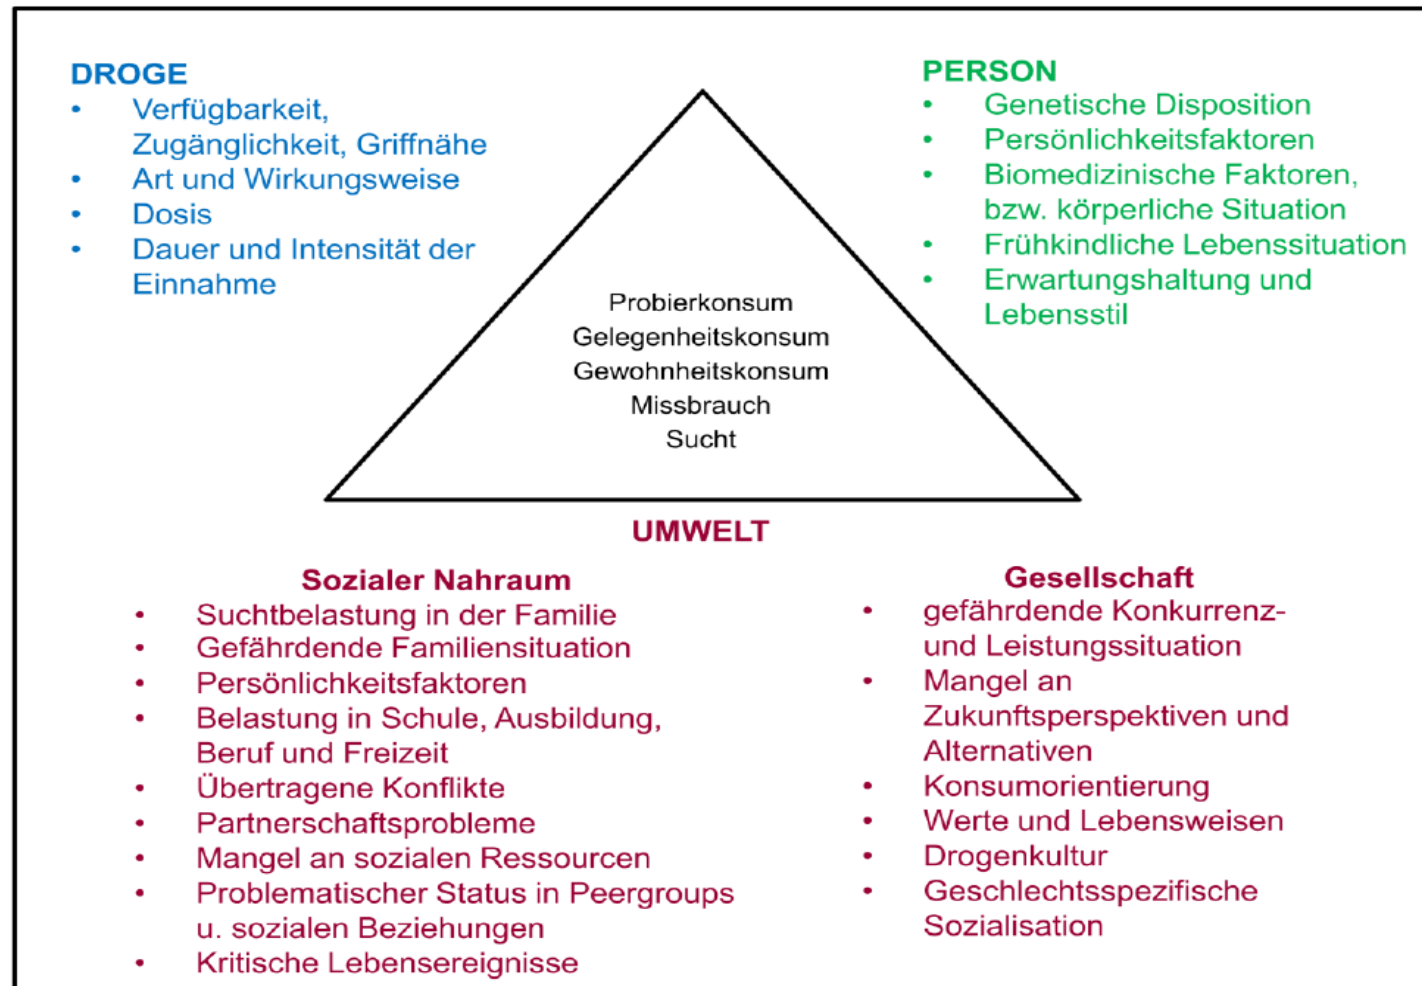 DROGE
• Verfügbarkeit,
Zugänglichkeit, Griffnähe
• Art und Wirkungsweise
• Dosis
• Dauer und Intensität der
Einnahme
PERSON
• Genetische Disposition
• Persönlichkeitsfaktoren
• Biomedizinische Faktoren,
bzw. körperliche Situation
• Frühkindliche Lebenssituation
• Erwartungshaltung und
Lebensstil
Probierkonsum
Gelegenheitskonsum
Gewohnheitskonsum
Missbrauch
Sucht
UMWELT
Sozialer Nahraum
• Suchtbelastung in der Familie
• Gefährdende Familiensituation
• Persönlichkeitsfaktoren
• Belastung in Schule, Ausbildung,
Beruf und Freizeit
• Übertragene Konflikte
• Partnerschaftsprobleme
• Mangel an sozialen Ressourcen
• Problematischer Status in Peergroups
u. sozialen Beziehungen
• Kritische Lebensereignisse
Gesellschaft
• gefährdende Konkurrenz-
und Leistungssituation
• Mangel an
Zukunftsperspektiven und
Alternativen
• Konsumorientierung
• Werte und Lebensweisen
• Drogenkultur
• Geschlechtsspezifische
Sozialisation